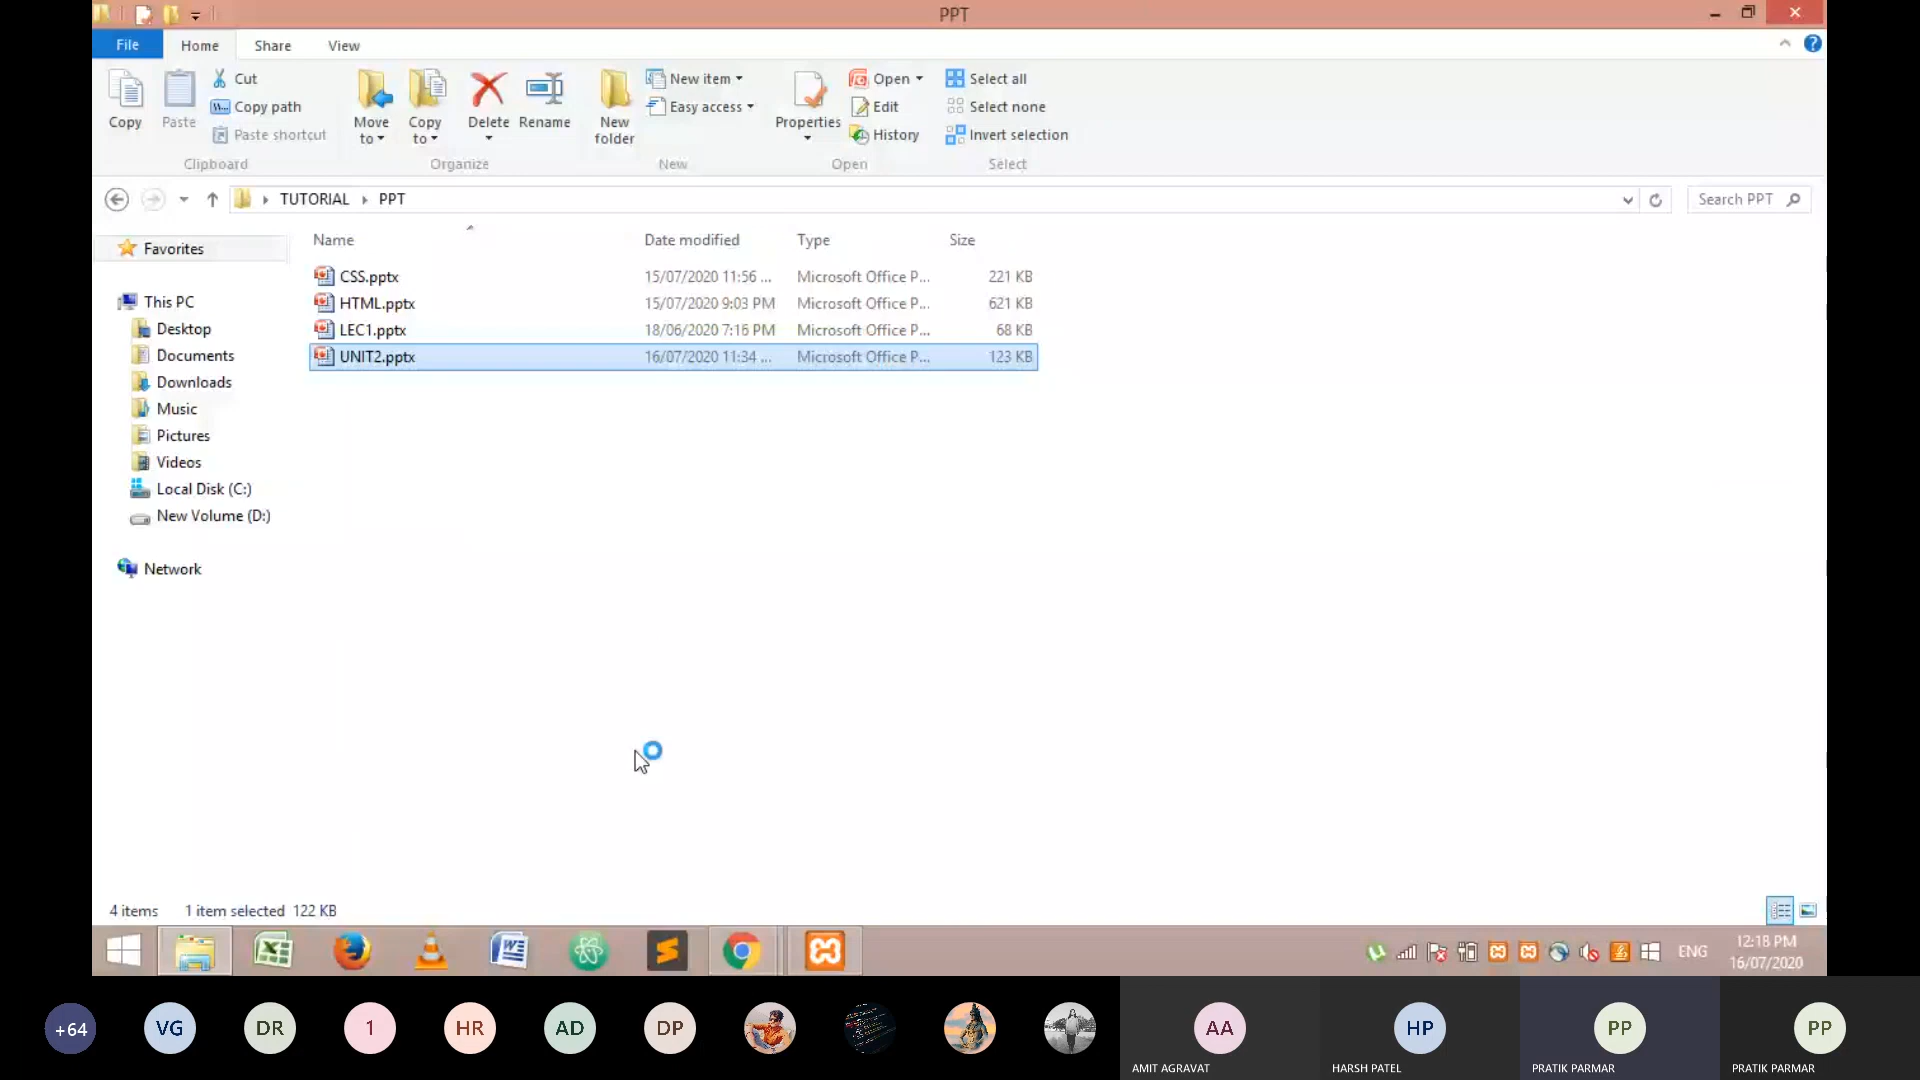 PPT
File Home Share View
Copy
Paste
Cut
Copy path
Paste shortcut
Clipboard
Move to
Copy to
Delete
Rename
Organize
New folder
New item
Easy access
New
Properties
Open
Edit
History
Open
Select all
Select none
Invert selection
Select
TUTORIAL PPT
Search PPT
Favorites
This PC
Desktop
Documents
Downloads
Music
Pictures
Videos
Local Disk (C:)
New Volume (D:)
Network
Name Date modified Type Size
CSS.pptx 15/07/2020 11:56 ... Microsoft Office P... 221 KB
HTML.pptx 15/07/2020 9:03 PM Microsoft Office P... 621 KB
LEC1.pptx 18/06/2020 7:16 PM Microsoft Office P... 68 KB
UNIT2.pptx 16/07/2020 11:34 ... Microsoft Office P... 123 KB
4 items 1 item selected 122 KB
ENG
12:18 PM
16/07/2020
+64 VG DR 1 HR AD DP AA HP PP PP
AMIT AGRAVAT HARSH PATEL PRATIK PARMAR PRATIK PARMAR